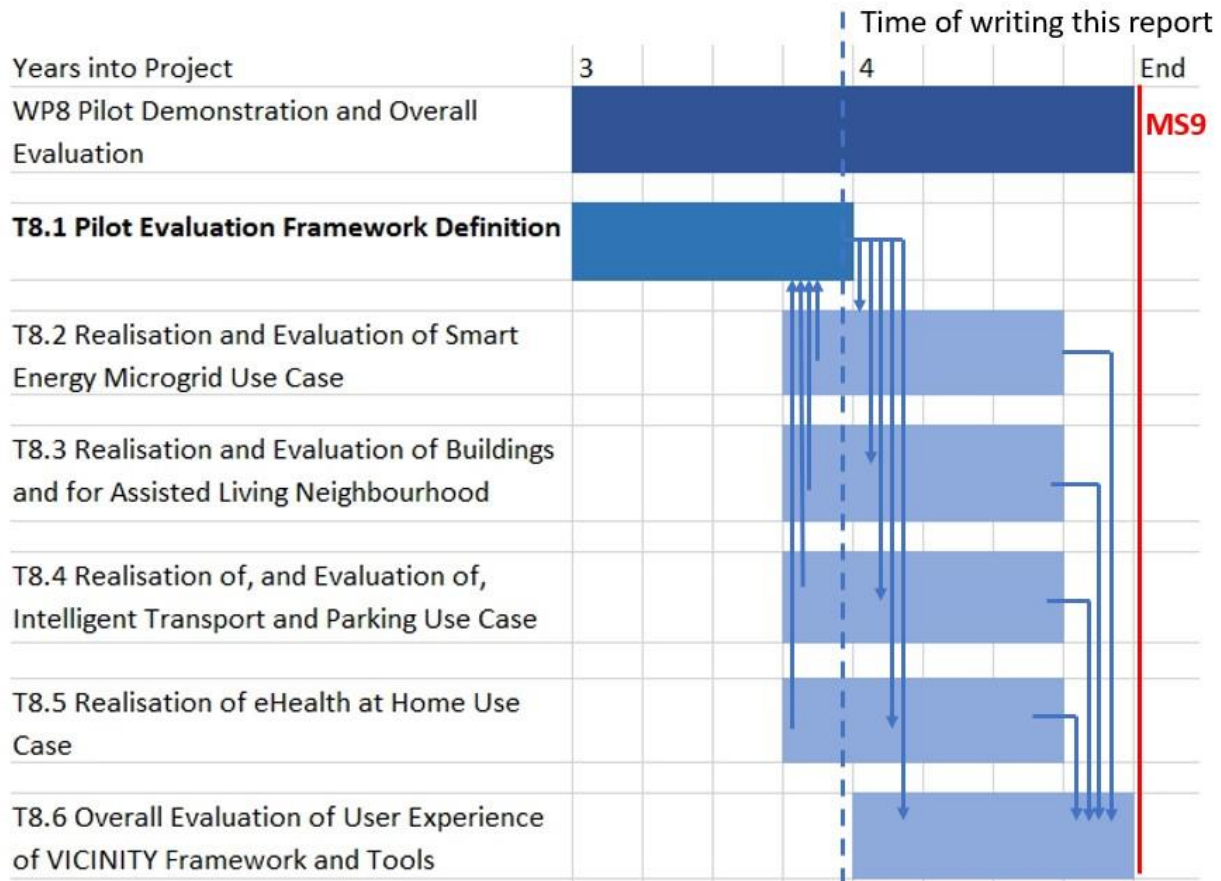 Time of writing this report
Years into Project 3 4 End
WP8 Pilot Demonstration and Overall
Evaluation
MS9
T8.1 Pilot Evaluation Framework Definition
T8.2 Realisation and Evaluation of Smart
Energy Microgrid Use Case
T8.3 Realisation and Evaluation of Buildings
and for Assisted Living Neighbourhood
T8.4 Realisation of, and Evaluation of,
Intelligent Transport and Parking Use Case
T8.5 Realisation of eHealth at Home Use
Case
T8.6 Overall Evaluation of User Experience
of VICINITY Framework and Tools